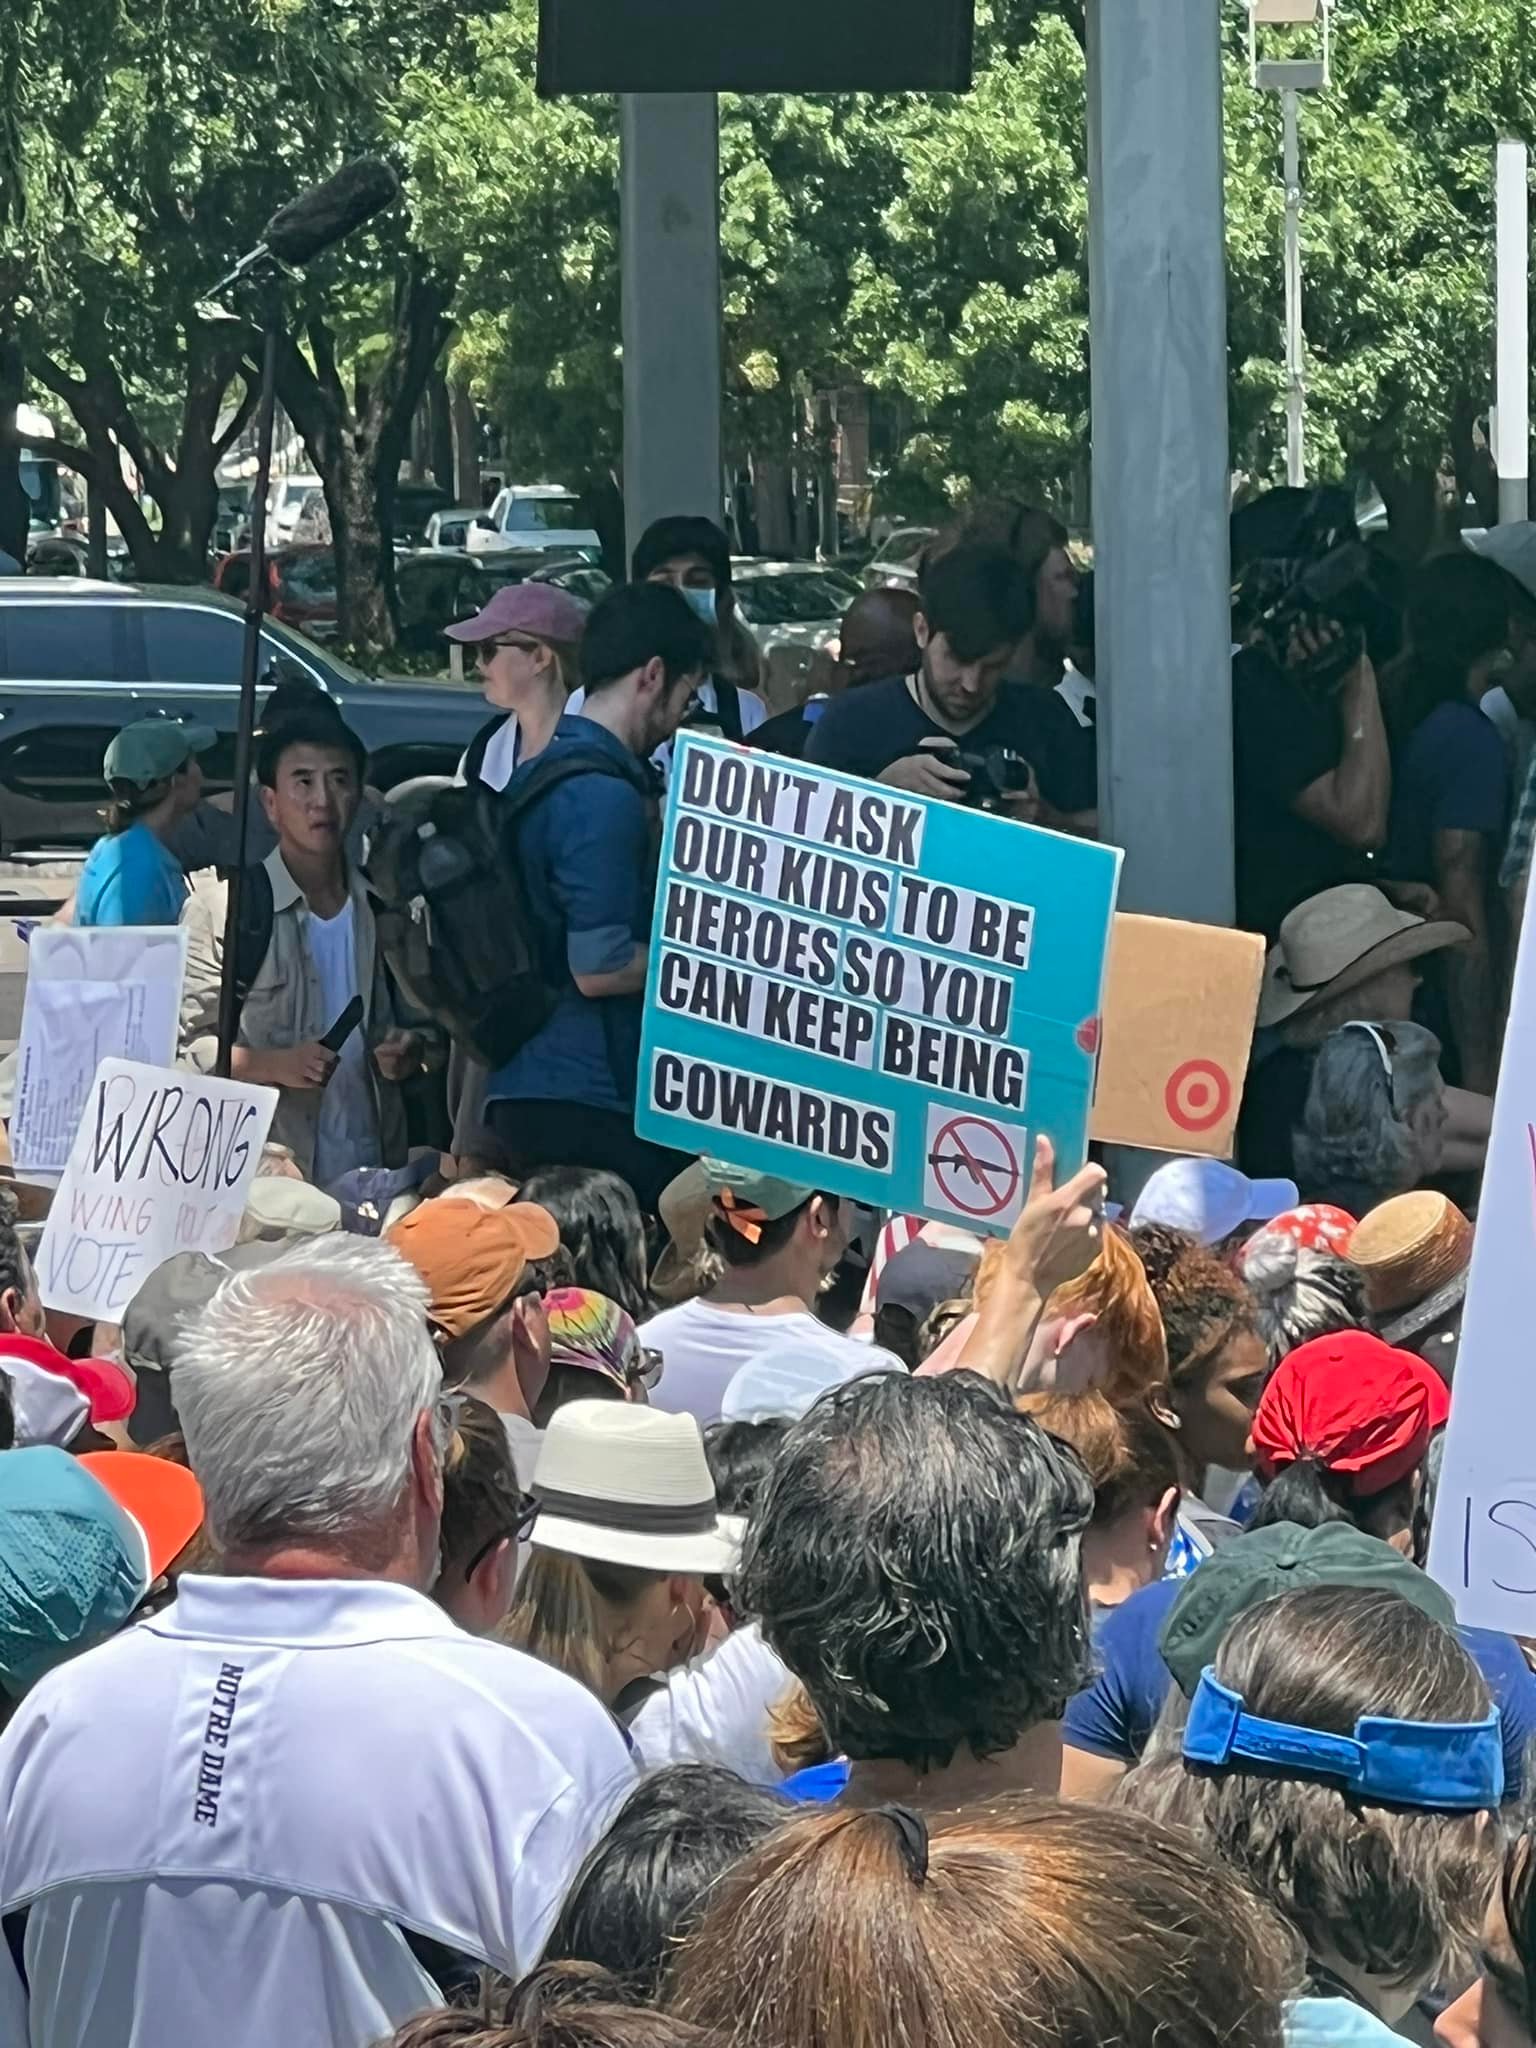 DON'T ASK
OUR KIDS TO BE
HEROES SO YOU
CAN KEEP BEING
COWARDS
WRONG
WING
VOTE
NOTRE DAME